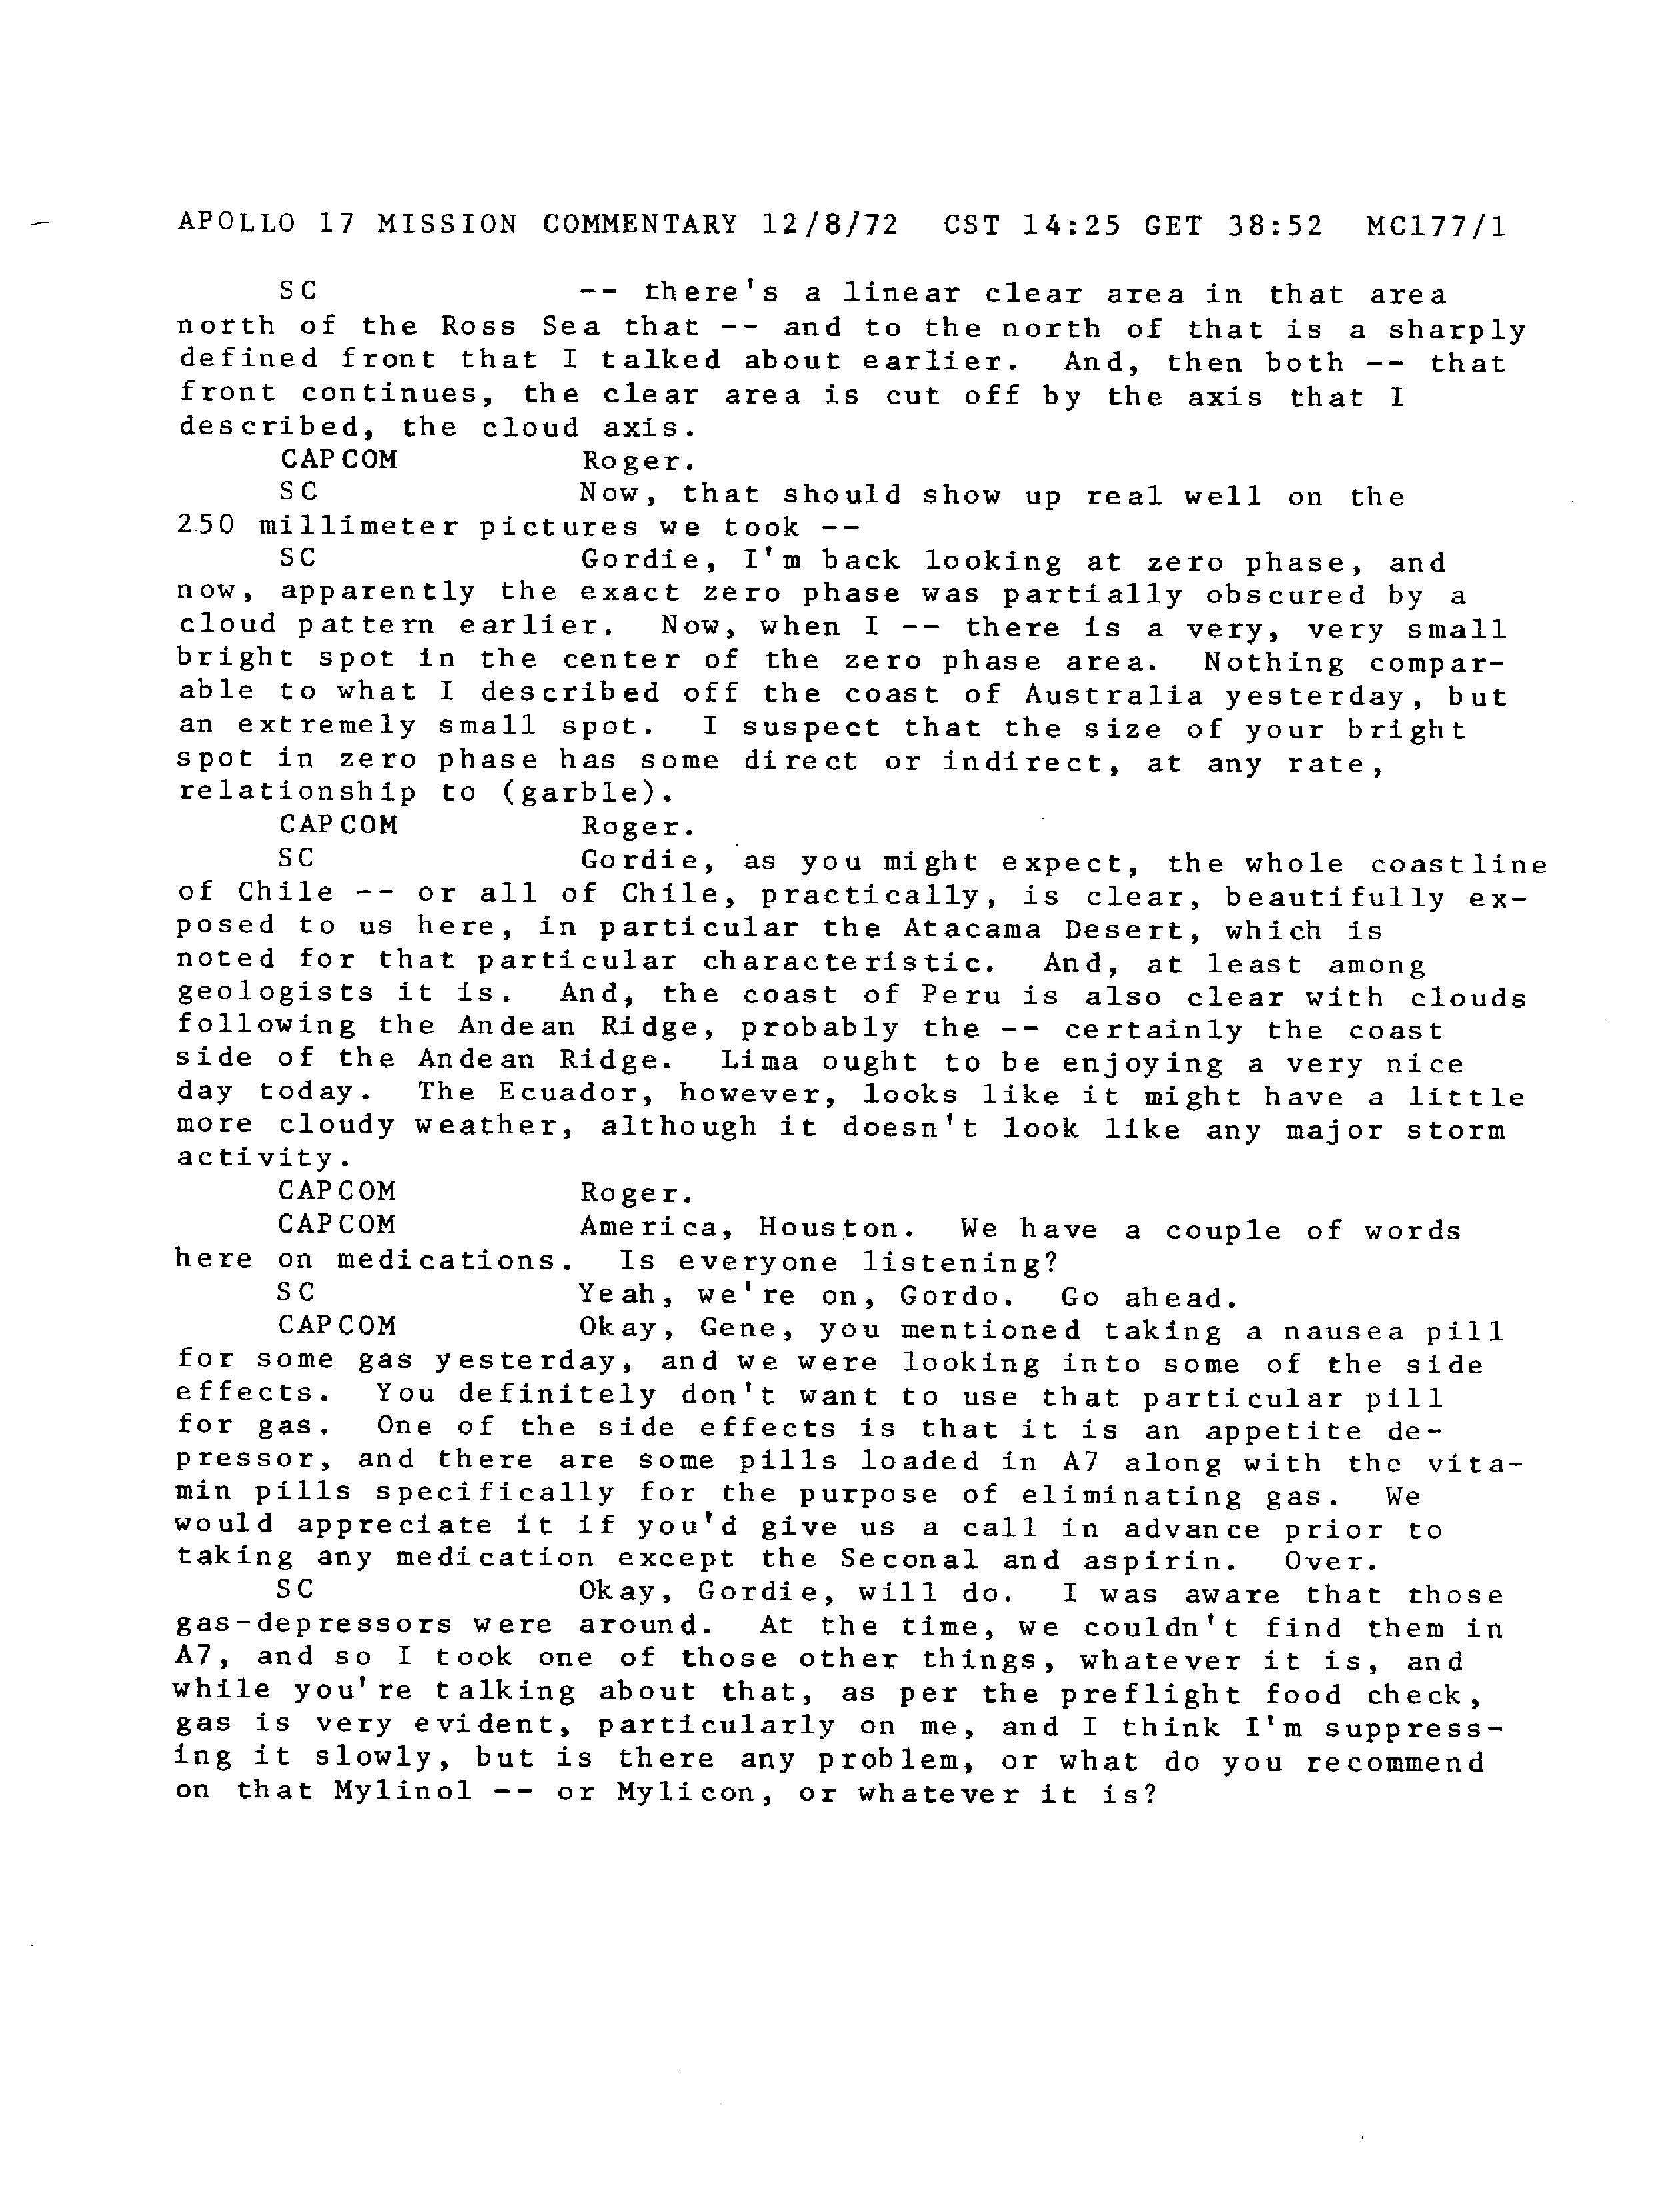 APOLLO 17 MISSION COMMENTARY 12/8/72 CST 14:25 GET 38:52 MC177/1
SC -- there's a linear clear area in that area
north of the Ross Sea that -- and to the north of that is a sharply
defined front that I talked about earlier. And, then both -- that
front continues, the clear area is cut off by the axis that I
described, the cloud axis.
CAPCOM Roger.
SC Now, that should show up real well on the
250 millimeter pictures we took --
SC Gordie, I'm back looking at zero phase, and
now, apparently the exact zero phase was partially obscured by a
cloud pattern earlier. Now, when I -- there is a very, very small
bright spot in the center of the zero phase area. Nothing compar-
able to what I described off the coast of Australia yesterday, but
an extremely small spot. I suspect that the size of your bright
spot in zero phase has some direct or indirect, at any rate,
relationship to (garble).
CAPCOM Roger.
SC Gordie, as you might expect, the whole coastline
of Chile -- or all of Chile, practically, is clear, beautifully ex-
posed to us here, in particular the Atacama Desert, which is
noted for that particular characteristic. And, at least among
geologists it is. And, the coast of Peru is also clear with clouds
following the Andean Ridge, probably the -- certainly the coast
side of the Andean Ridge. Lima ought to be enjoying a very nice
day today. The Ecuador, however, looks like it might have a little
more cloudy weather, although it doesn't look like any major storm
activity.
CAPCOM Roger.
CAPCOM America, Houston. We have a couple of words
here on medications. Is everyone listening?
SC Yeah, we're on, Gordo. Go ahead.
CAPCOM Okay, Gene, you mentioned taking a nausea pill
for some gas yesterday, and we were looking into some of the side
effects. You definitely don't want to use that particular pill
for gas. One of the side effects is that it is an appetite de-
pressor, and there are some pills loaded in A7 along with the vita-
min pills specifically for the purpose of eliminating gas. We
would appreciate it if you'd give us a call in advance prior to
taking any medication except the Seconal and aspirin. Over.
SC Okay, Gordie, will do. I was aware that those
gas-depressors were around. At the time, we couldn't find them in
A7, and so I took one of those other things, whatever it is, and
while you're talking about that, as per the preflight food check,
gas is very evident, particularly on me, and I think I'm suppress-
ing it slowly, but is there any problem, or what do you recommend
on that Mylinol -- or Mylicon, or whatever it is?